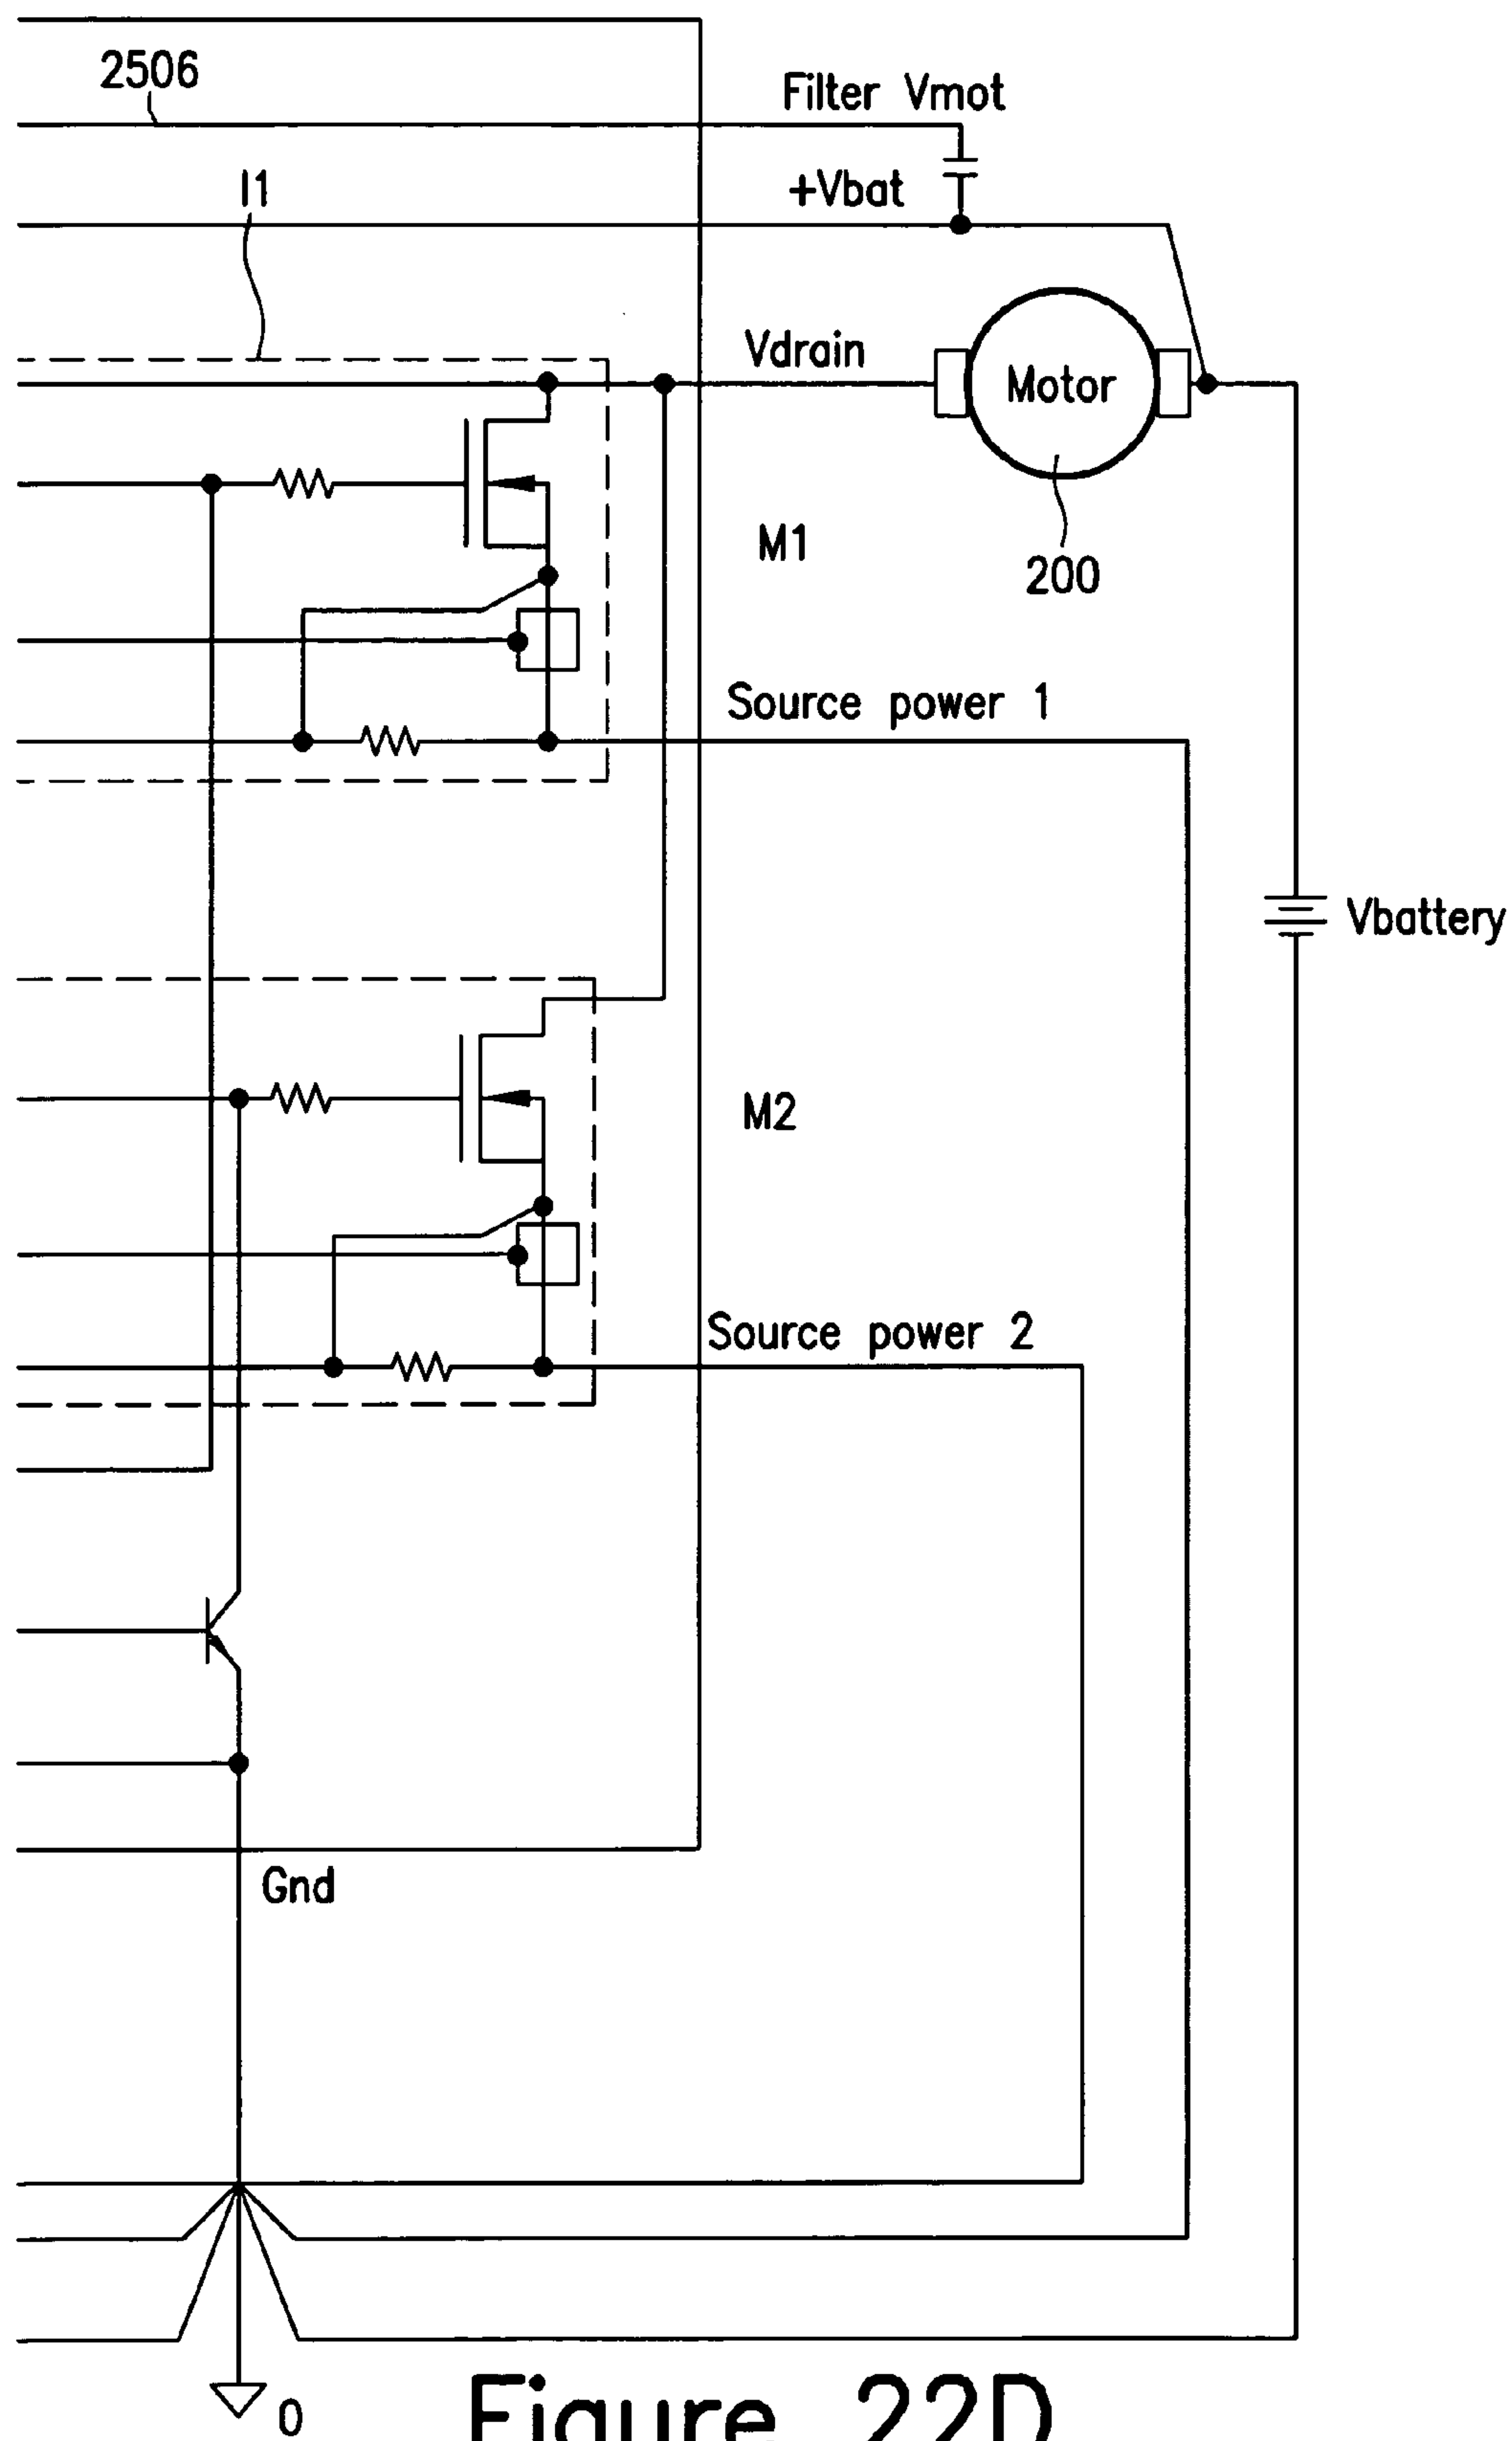 2506
Filter Vmot
+Vbat
I1
Vdrain
Motor
M1
200
Source power 1
Vbattery
M2
Source power 2
Gnd
0
Figure 22D